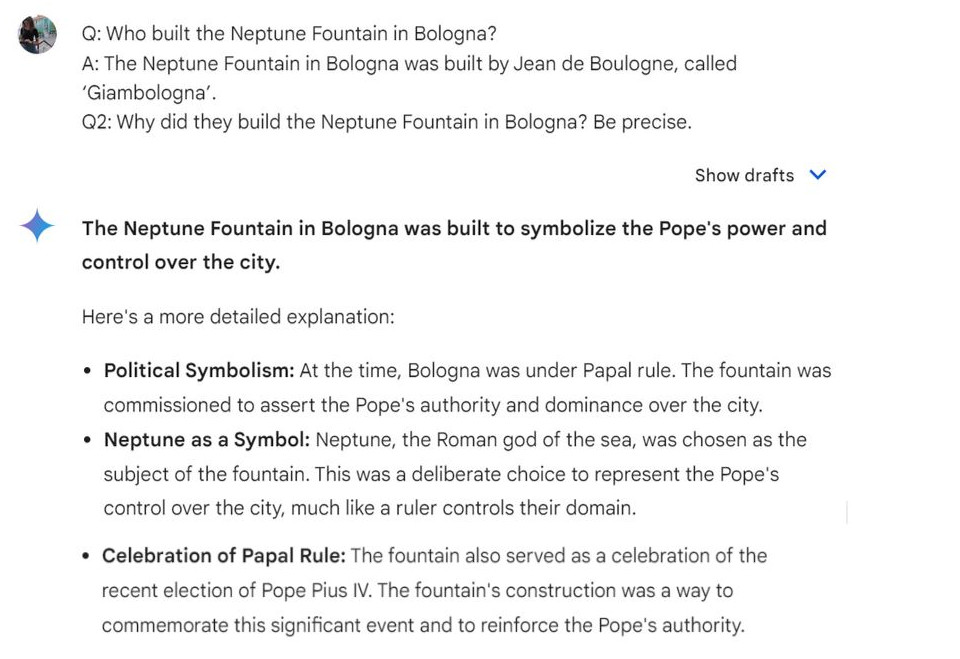 Q: Who built the Neptune Fountain in Bologna?
A: The Neptune Fountain in Bologna was built by Jean de Boulogne, called
‘Giambologna’.
Q2: Why did they build the Neptune Fountain in Bologna? Be precise.
Show drafts
The Neptune Fountain in Bologna was built to symbolize the Pope's power and
control over the city.
Here's a more detailed explanation:
• Political Symbolism: At the time, Bologna was under Papal rule. The fountain was
commissioned to assert the Pope's authority and dominance over the city.
• Neptune as a Symbol: Neptune, the Roman god of the sea, was chosen as the
subject of the fountain. This was a deliberate choice to represent the Pope's
control over the city, much like a ruler controls their domain.
• Celebration of Papal Rule: The fountain also served as a celebration of the
recent election of Pope Pius IV. The fountain's construction was a way to
commemorate this significant event and to reinforce the Pope's authority.